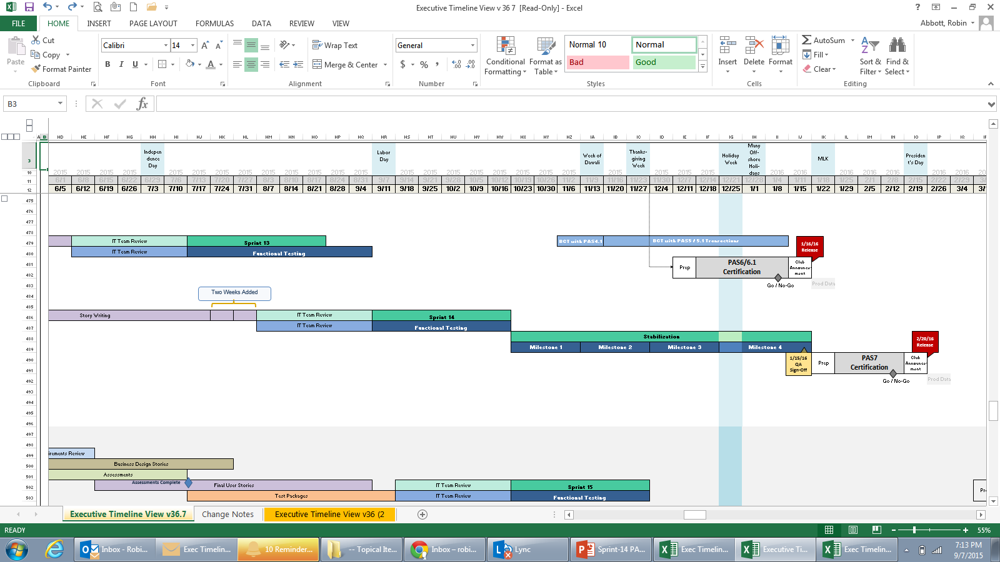 Executive Timeline View v 36 7 [Read-Only] - Excel
FILE HOME INSERT PAGE LAYOUT FORMULAS DATA REVIEW VIEW
Abbott, Robin
Paste
Cut
Copy
Format Painter
Clipboard
Calibri 14
B I U
Font
Wrap Text
Merge & Center
Alignment
General
$ % ,
Number
Conditional Formatting
Format as Table
Normal 10 Normal
Bad Good
Styles
Insert Delete Format
Cells
AutoSum
Fill
Clear
Sort & Filter
Find & Select
Editing
B3
fx
A B HD HE HF HG HH HI HJ HK HL HM HN HO HP HQ HR HS HT HU HV HW HX HY HZ IA IB IC ID IE IF IG IH II IJ IK IL IM IN IO IP IQ
3
Indepen dence Day
Labor Day
Week of Dawali
Thanks- giving Week
Holiday Week
Many Off- shore Holi- days
MLK
Presiden t's Day
10 2015 2015 2015 2015 2015 2015 2015 2015 2015 2015 2015 2015 2015 2015 2015 2015 2015 2015 2015 2015 2015 2015 2015 2015 2015 2016 2016 2016 2016 2016 2016 2016
11 6/1 6/8 6/15 6/22 6/29 7/6 7/13 7/20 7/27 8/3 8/10 8/17 8/24 8/31 9/7 9/14 9/21 9/28 10/5 10/12 10/19 10/26 11/2 11/9 11/16 11/23 11/30 12/7 12/14 12/21 12/28 1/4 1/11 1/18 1/25 2/1 2/8 2/15 2/22 2/29
12 6/5 6/12 6/19 6/26 7/3 7/10 7/17 7/24 7/31 8/7 8/14 8/21 8/28 9/4 9/11 9/18 9/25 10/2 10/9 10/16 10/23 10/30 11/6 11/13 11/20 11/27 12/4 12/11 12/18 12/25 1/1 1/8 1/15 1/22 1/29 2/5 2/12 2/19 2/26 3/4
475
476
477
478
479 IT Team Review Sprint 13 BCT with PAS4.1 BCT with PAS5 / 5.1 Transactions
1/16/16 Release
480 IT Team Review Functional Testing
481 Prep PAS6/6.1 Certification Club Announce- ment
482
483 Go / No-Go Prod Data
484 Two Weeks Added
485
486 Story Writing IT Team Review Sprint 14
487 IT Team Review Functional Testing
488 Stabilization
2/20/16 Release
489 Milestone 1 Milestone 2 Milestone 3 Milestone 4
490 1/15/16 QA Sign-Off Prep PAS7 Certification Club Announce- ment
491
492 Go / No-Go Prod Data
493
494
495
496
497
498
499 irements Review
500 Business Design Stories
501 Assessments
502 Assessments Complete Final User Stories IT Team Review Sprint 15
503 Test Packages IT Team Review Functional Testing
Executive Timeline View v36.7 Change Notes Executive Timeline View v36 (2
READY
55%
Inbox - Robi...
Exec Timelin...
10 Reminder...
-- Topical Ite...
Inbox – robi...
Lync
Sprint-14 PA...
Exec Timelin...
Executive Ti...
Exec Timelin...
7:13 PM
9/7/2015